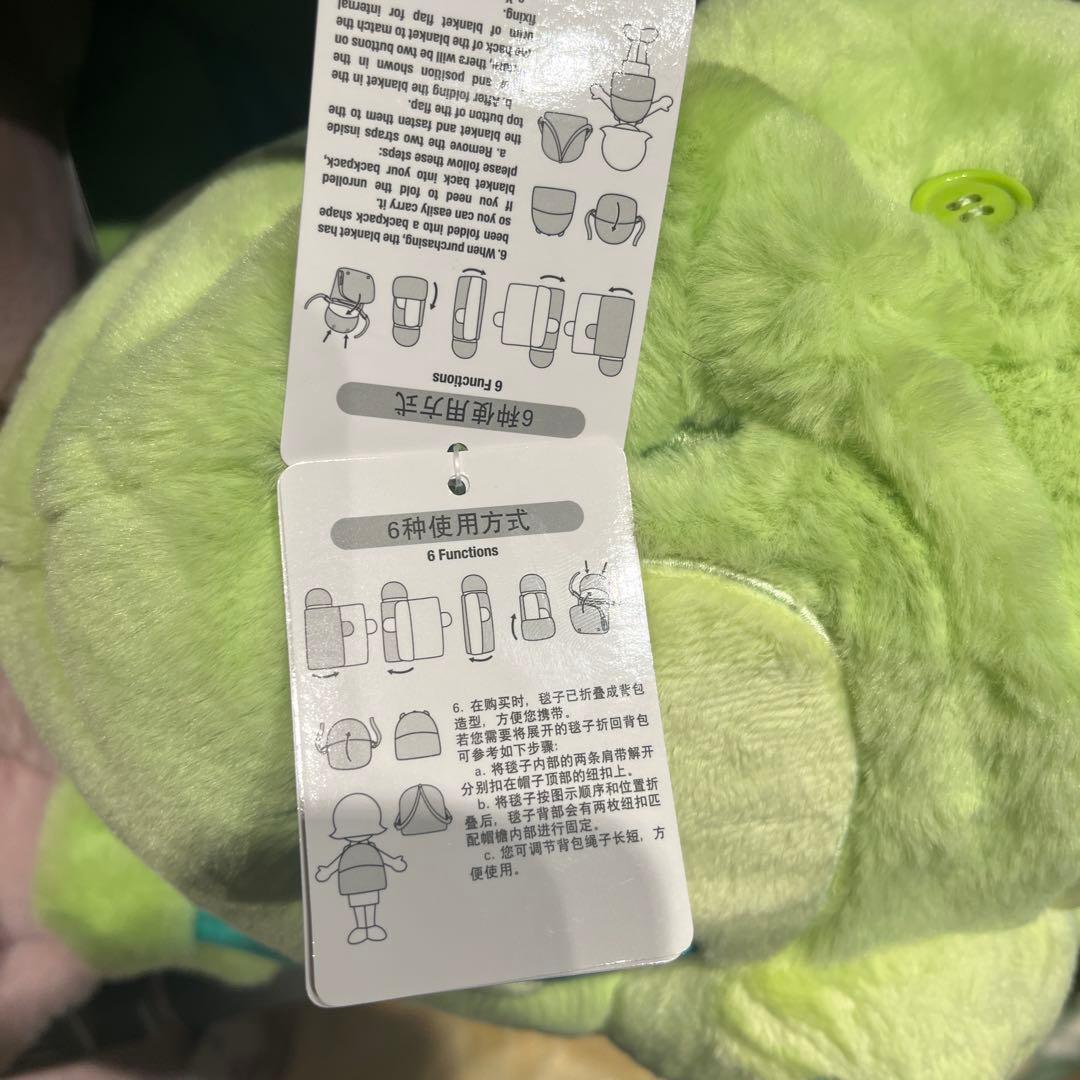 6种使用方式
6 Functions
6. When purchasing, the blanket has
been folded into a backpack shape
so you can easily carry it.
If you need to fold the unrolled
blanket back into your backpack,
please follow these steps:
a. Remove the two straps inside
the blanket and fasten them to the
top button of the flap.
b. After folding the blanket in the
and position shown in the
there will be two buttons on
the back of the blanket to match the
of blanket flap for internal
fixing.
6种使用方式
6 Functions
6. 在购买时，毯子已折叠成背包
造型，方便您携带。
若您需要将展开的毯子折回背包
可参考如下步骤:
a. 将毯子内部的两条肩带解开
分别扣在帽子顶部的纽扣上。
b. 将毯子按图示顺序和位置折
叠后，毯子背部会有两枚纽扣匹
配帽檐内部进行固定。
c. 您可调节背包绳子长短，方
便使用。